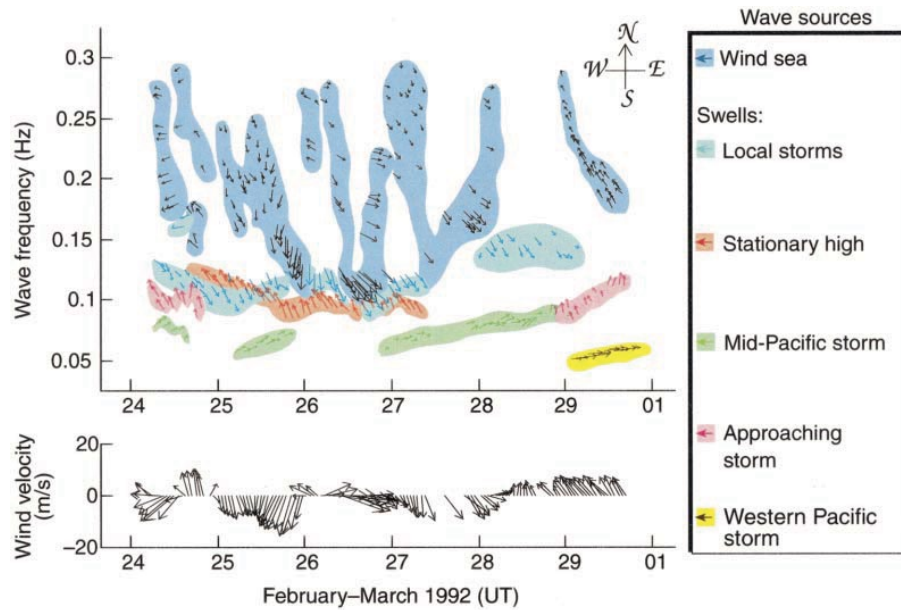 Wave sources
Wind sea
Swells:
Local storms
Stationary high
Mid-Pacific storm
Approaching
storm
Western Pacific
storm
N
W E
S
Wave frequency (Hz)
0.3
0.25
0.2
0.15
0.1
0.05
24 25 26 27 28 29 01
Wind velocity
(m/s)
20
0
–20
24 25 26 27 28 29 01
February–March 1992 (UT)